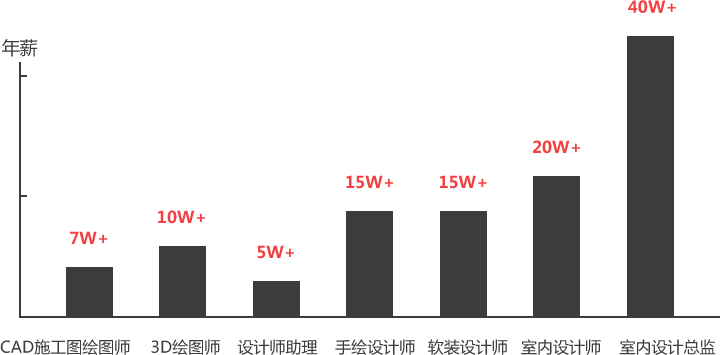 40W+
年薪
20W+
15W+
15W+
10W+
7W+
5W+
CAD施工图绘图师
3D绘图师
设计师助理
手绘设计师
软装设计师
室内设计师
室内设计总监